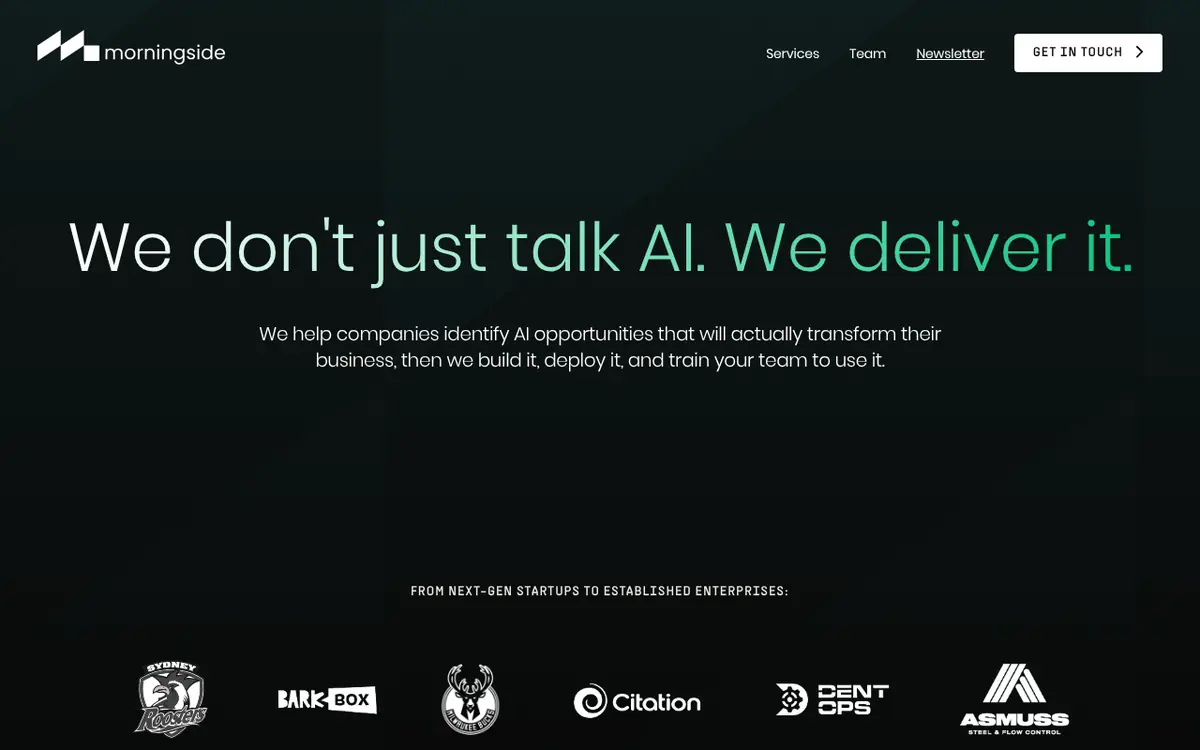 morningside
Services
Team
Newsletter
GET IN TOUCH
We don't just talk AI. We deliver it.
We help companies identify AI opportunities that will actually transform their
business, then we build it, deploy it, and train your team to use it.
FROM NEXT-GEN STARTUPS TO ESTABLISHED ENTERPRISES:
SYDNEY
Roosters
BARK BOX
MILWAUKEE BUCKS
Citation
DENT
OPS
ASMUSS
STEEL & FLOW CONTROL